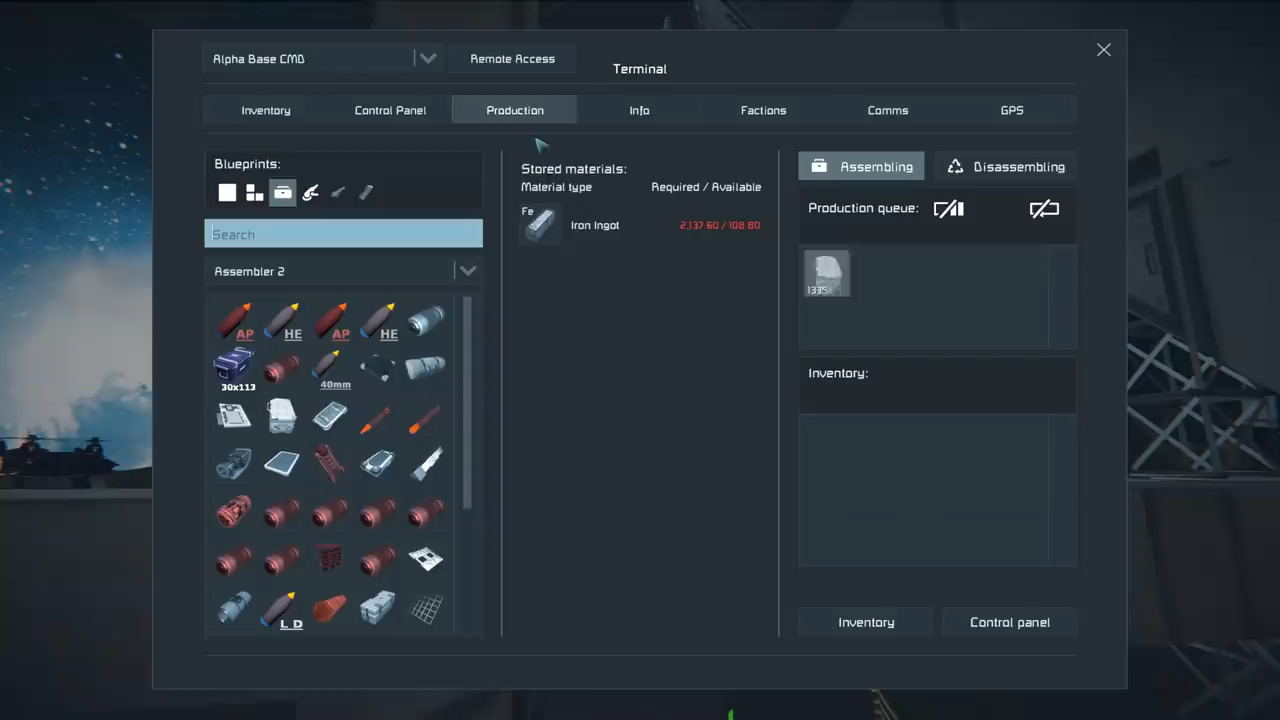 Alpha Base CMD
Remote Access
Terminal
Inventory
Control Panel
Production
Info
Factions
Comms
GPS
Blueprints:
Search
Assembler 2
AP
HE
AP
HE
30x113
40mm
L D
Stored materials:
Material type
Required / Available
Fe
Iron Ingot
2,137.60 / 108.80
Assembling
Disassembling
Production queue:
1335
Inventory:
Inventory
Control panel